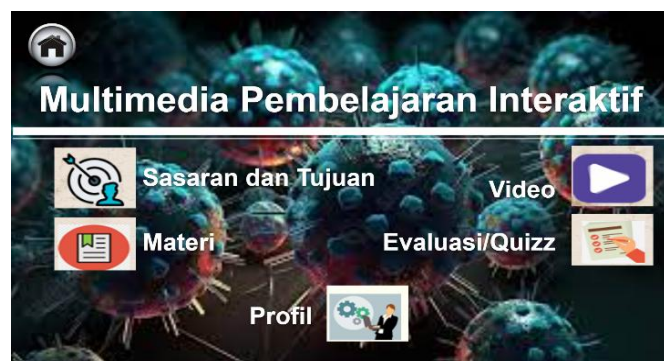 Multimedia Pembelajaran Interaktif
Sasaran dan Tujuan
Video
Materi
Evaluasi/Quizz
Profil